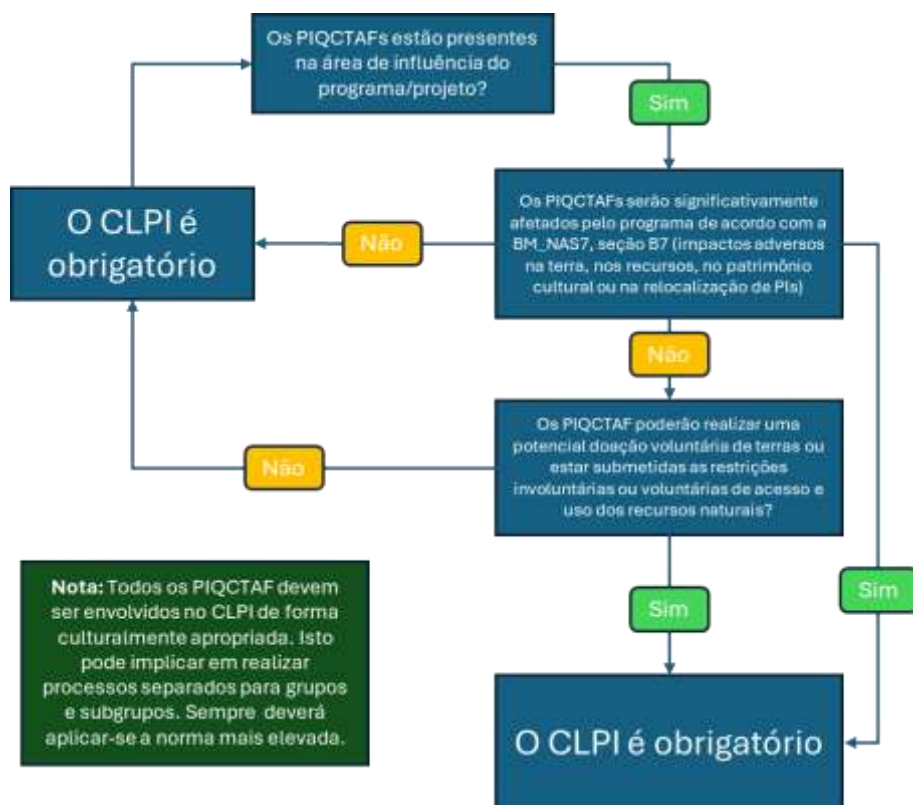 Os PIQCTAFs estão presentes
na área de influência do
programa/projeto?
Sim
Os PIQCTAFs serão significativamente
afetados pelo programa de acordo com a
BM_NAS7, seção B7 (impactos adversos
na terra, nos recursos, no patrimônio
cultural ou na relocalização de PIs)
Não
O CLPI é
obrigatório
Não
Os PIQCTAF poderão realizar uma
potencial doação voluntária de terras ou
estar submetidas as restrições
involuntárias ou voluntárias de acesso e
uso dos recursos naturais?
Não
Sim
Sim
Nota: Todos os PIQCTAF devem
ser envolvidos no CLPI de forma
culturalmente apropriada. Isto
pode implicar em realizar
processos separados para grupos
e subgrupos. Sempre deverá
aplicar-se a norma mais elevada.
O CLPI é obrigatório